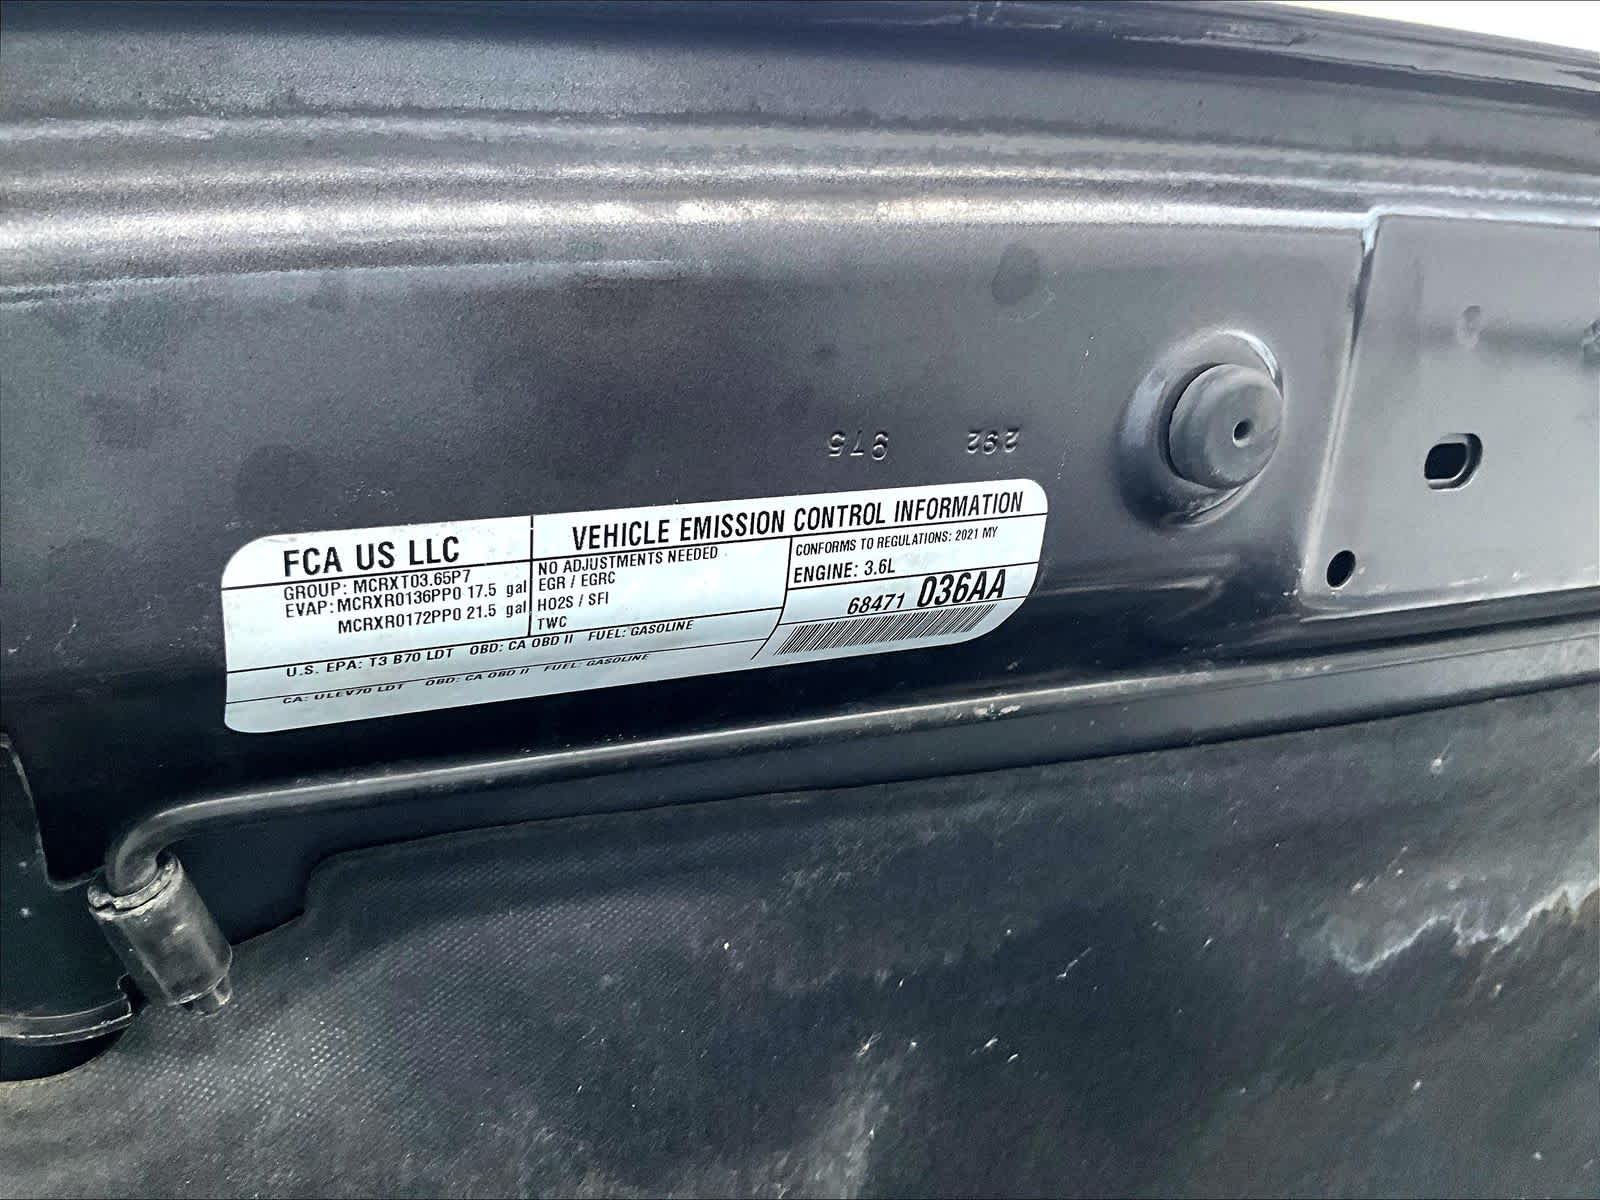 975 292
FCA US LLC
GROUP: MCRXT03.65P7
EVAP: MCRXR0136PP0 17.5 gal
MCRXR0172PP0 21.5 gal
VEHICLE EMISSION CONTROL INFORMATION
NO ADJUSTMENTS NEEDED
EGR / EGRC
HO2S / SFI
TWC
CONFORMS TO REGULATIONS: 2021 MY
ENGINE: 3.6L
68471 036AA
U.S. EPA: T3 B70 LDT OBD: CA OBD II FUEL: GASOLINE
CA: ULEV70 LDT OBD: CA OBD II FUEL: GASOLINE